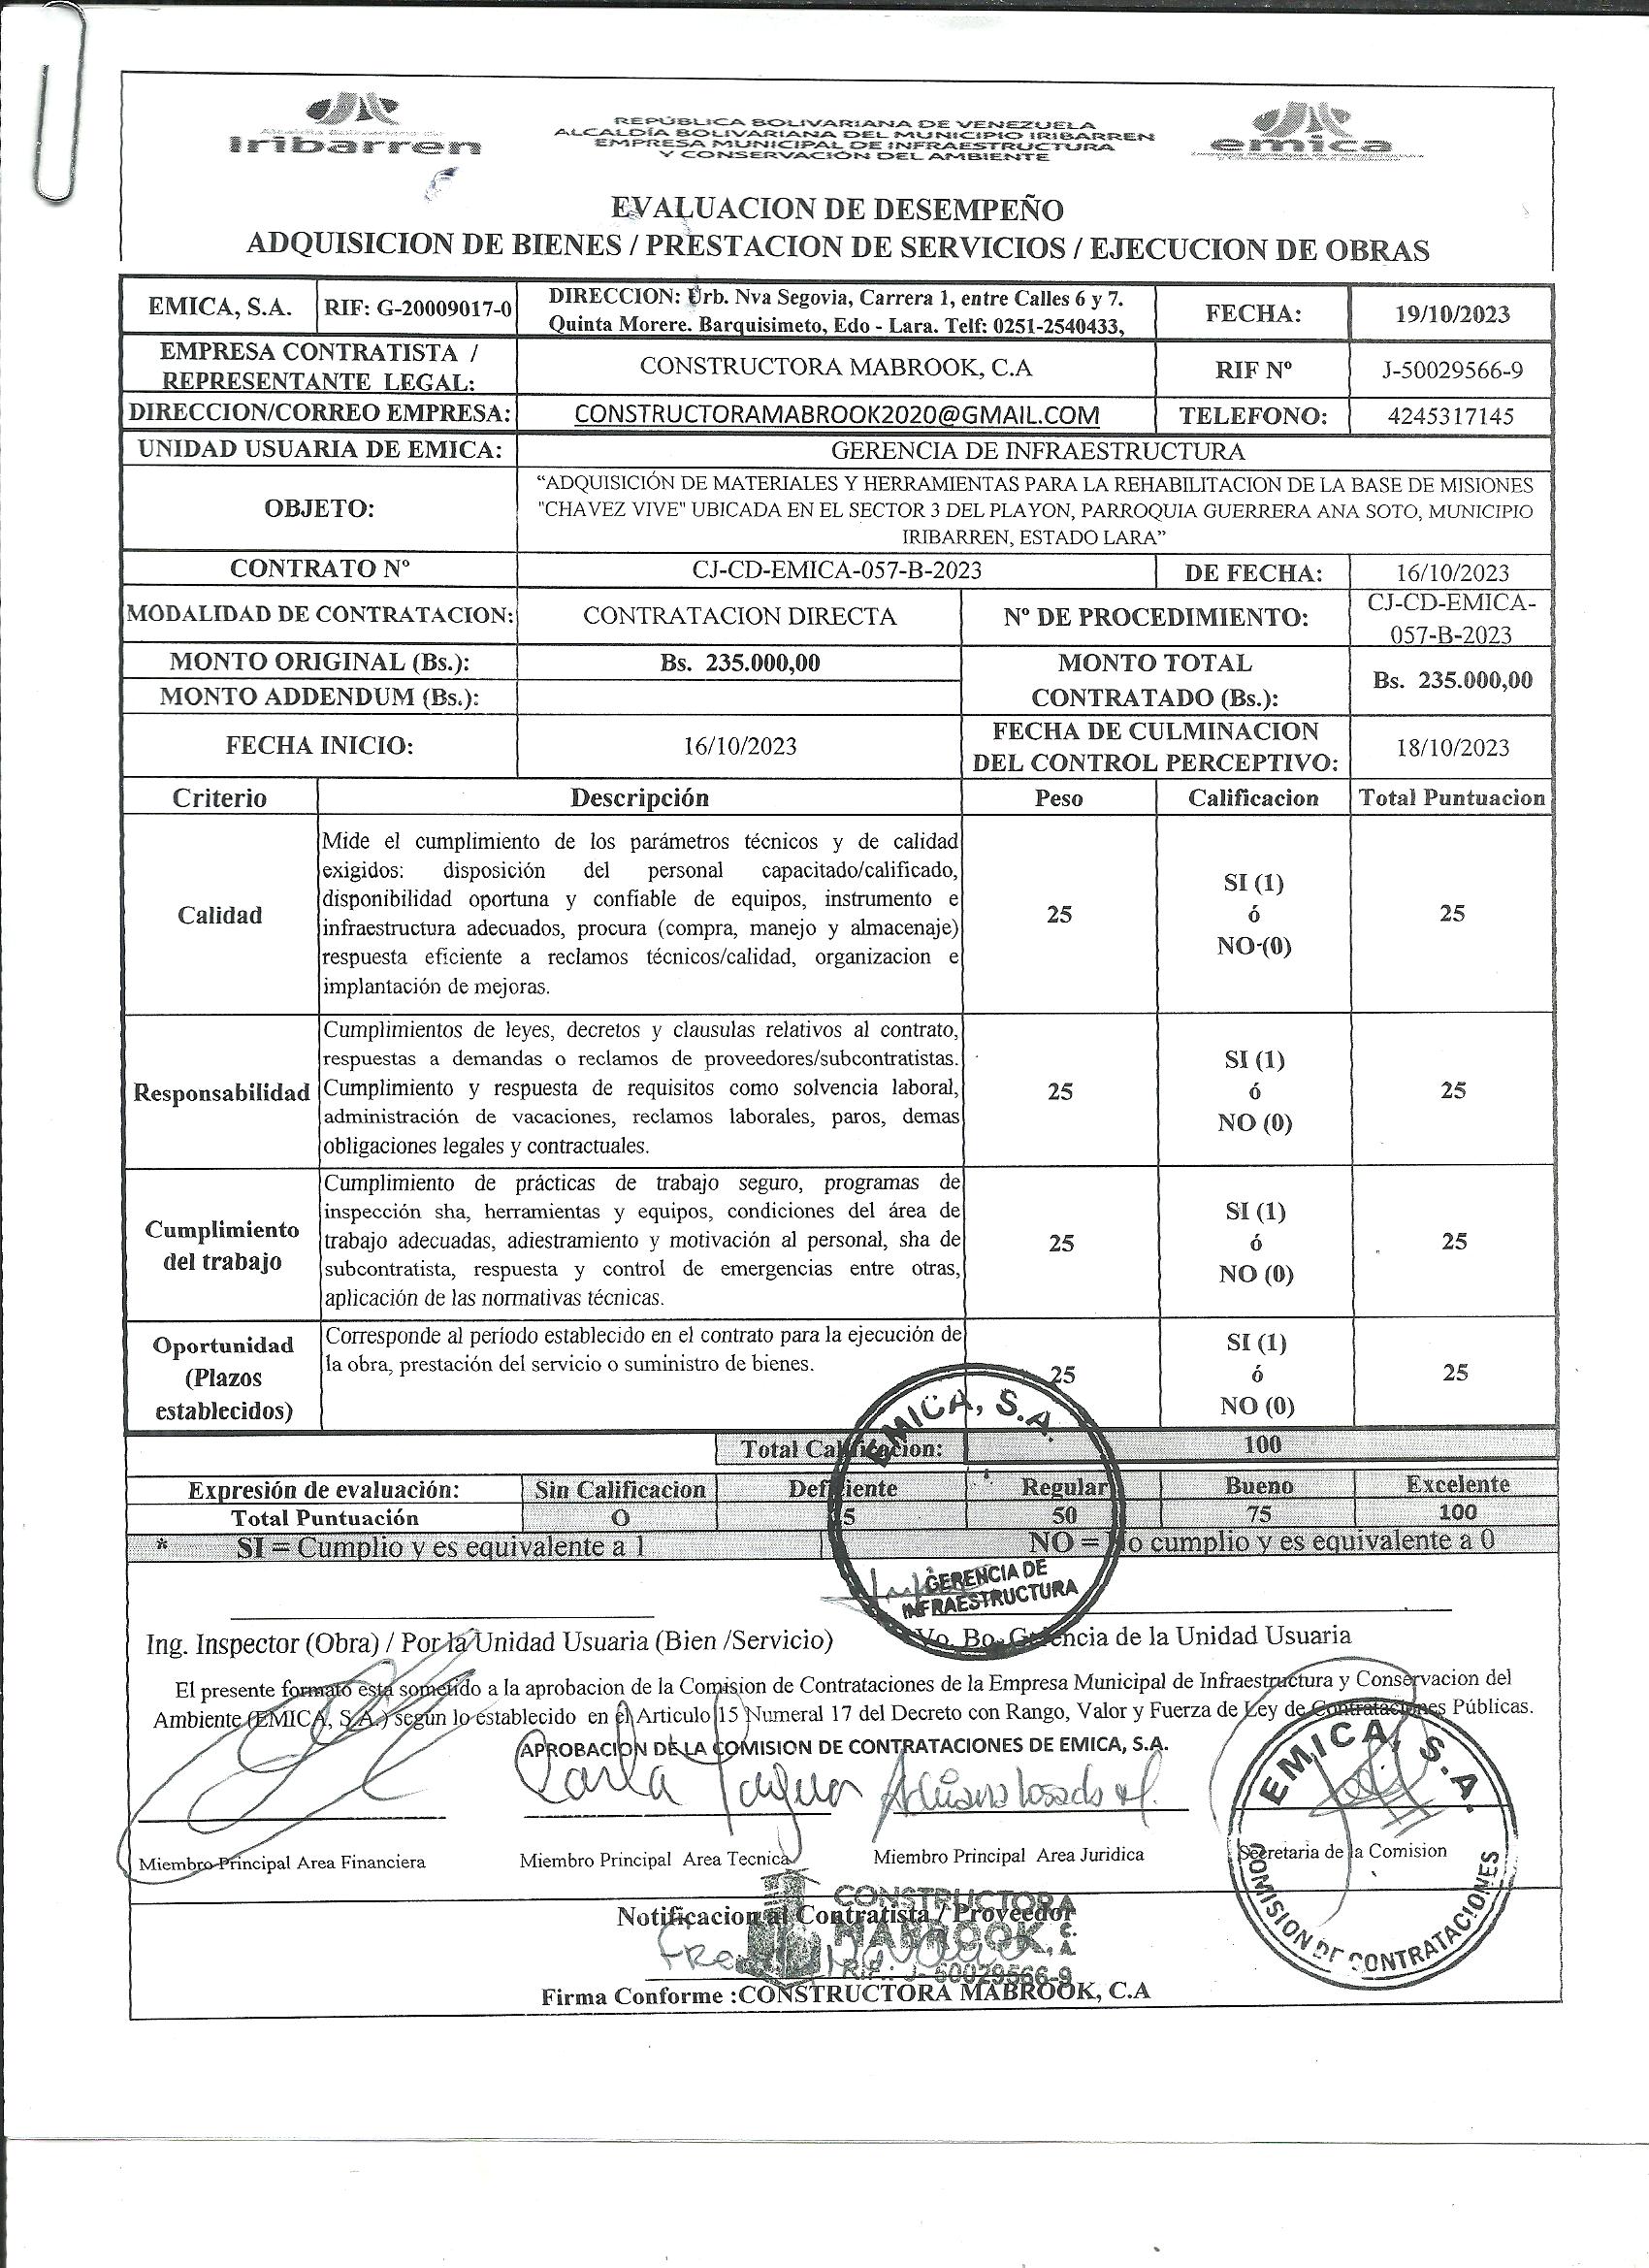 Iribarren
REPÚBLICA BOLIVARIANA DE VENEZUELA
ALCALDÍA BOLIVARIANA DEL MUNICIPIO IRIBARREN
EMPRESA MUNICIPAL DE INFRAESTRUCTURA
Y CONSERVACIÓN DEL AMBIENTE
emica
EVALUACION DE DESEMPEÑO
ADQUISICION DE BIENES / PRESTACION DE SERVICIOS / EJECUCION DE OBRAS
EMICA, S.A. RIF: G-20009017-0 DIRECCION: Urb. Nva Segovia, Carrera 1, entre Calles 6 y 7.
Quinta Morere. Barquisimeto, Edo - Lara. Telf: 0251-2540433, FECHA: 19/10/2023
EMPRESA CONTRATISTA /
REPRESENTANTE LEGAL: CONSTRUCTORA MABROOK, C.A RIF Nº J-50029566-9
DIRECCION/CORREO EMPRESA: CONSTRUCTORAMABROOK2020@GMAIL.COM TELEFONO: 4245317145
UNIDAD USUARIA DE EMICA: GERENCIA DE INFRAESTRUCTURA
OBJETO: “ADQUISICIÓN DE MATERIALES Y HERRAMIENTAS PARA LA REHABILITACION DE LA BASE DE MISIONES
"CHAVEZ VIVE" UBICADA EN EL SECTOR 3 DEL PLAYON, PARROQUIA GUERRERA ANA SOTO, MUNICIPIO
IRIBARREN, ESTADO LARA”
CONTRATO Nº CJ-CD-EMICA-057-B-2023 DE FECHA: 16/10/2023
MODALIDAD DE CONTRATACION: CONTRATACION DIRECTA Nº DE PROCEDIMIENTO: CJ-CD-EMICA-
057-B-2023
MONTO ORIGINAL (Bs.): Bs. 235.000,00 MONTO TOTAL
CONTRATADO (Bs.): Bs. 235.000,00
MONTO ADDENDUM (Bs.):
FECHA INICIO: 16/10/2023 FECHA DE CULMINACION
DEL CONTROL PERCEPTIVO: 18/10/2023
Criterio Descripción Peso Calificacion Total Puntuacion
Calidad
Mide el cumplimiento de los parámetros técnicos y de calidad
exigidos: disposición del personal capacitado/calificado,
disponibilidad oportuna y confiable de equipos, instrumento e
infraestructura adecuados, procura (compra, manejo y almacenaje)
respuesta eficiente a reclamos técnicos/calidad, organizacion e
implantación de mejoras.
25
SI (1)
ó
NO (0)
25
Responsabilidad
Cumplimientos de leyes, decretos y clausulas relativos al contrato,
respuestas a demandas o reclamos de proveedores/subcontratistas.
Cumplimiento y respuesta de requisitos como solvencia laboral,
administración de vacaciones, reclamos laborales, paros, demas
obligaciones legales y contractuales.
25
SI (1)
ó
NO (0)
25
Cumplimiento
del trabajo
Cumplimiento de prácticas de trabajo seguro, programas de
inspección sha, herramientas y equipos, condiciones del área de
trabajo adecuadas, adiestramiento y motivación al personal, sha de
subcontratista, respuesta y control de emergencias entre otras,
aplicación de las normativas técnicas.
25
SI (1)
ó
NO (0)
25
Oportunidad
(Plazos
establecidos)
Corresponde al período establecido en el contrato para la ejecución de
la obra, prestación del servicio o suministro de bienes.
25
SI (1)
ó
NO (0)
25
Total Calificacion: 100
Expresión de evaluación: Sin Calificacion Deficiente Regular Bueno Excelente
Total Puntuación O 25 50 75 100
* SI = Cumplio y es equivalente a 1 NO = No cumplio y es equivalente a 0
EMICA, S.A.
GERENCIA DE
INFRAESTRUCTURA
Ing. Inspector (Obra) / Por la Unidad Usuaria (Bien /Servicio) Vo. Bo. Gerencia de la Unidad Usuaria
El presente formato está sometido a la aprobacion de la Comision de Contrataciones de la Empresa Municipal de Infraestructura y Conservacion del
Ambiente (EMICA, S.A.) según lo establecido en el Articulo 15 Numeral 17 del Decreto con Rango, Valor y Fuerza de Ley de Contrataciones Públicas.
APROBACION DE LA COMISION DE CONTRATACIONES DE EMICA, S.A.
Carla
Miembro Principal Area Financiera Miembro Principal Area Tecnica Miembro Principal Area Juridica Secretaria de la Comision
EMICA, S.A.
COMISION DE CONTRATACIONES
Notificacion al Contratista / Proveedor
CONSTRUCTORA
MABROOK, C.A.
RIF.: J- 50029566-9
Firma Conforme :CONSTRUCTORA MABROOK, C.A